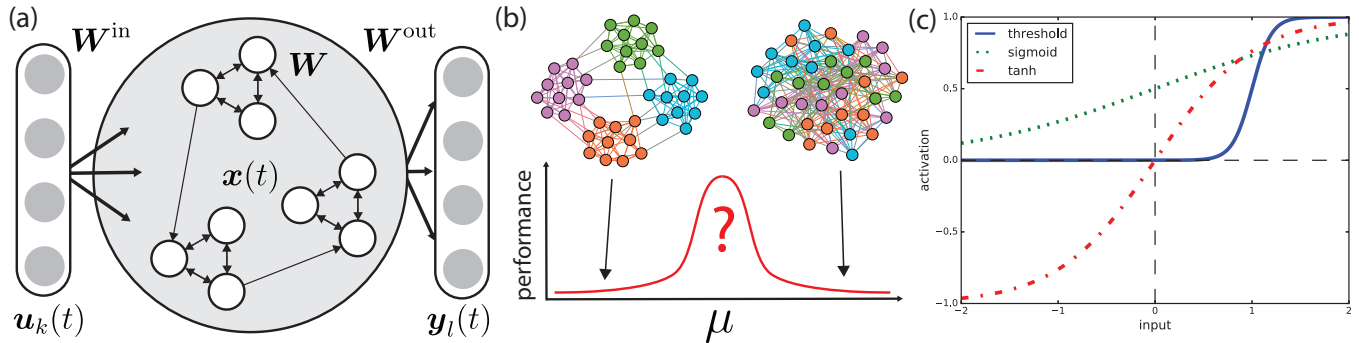 (a)
W^in
W
W^out
x(t)
u_k(t)
y_l(t)
(b)
performance
?
μ
(c)
threshold
sigmoid
tanh
activation
1.0
0.5
0.0
−0.5
−1.0
−2
−1
0
1
2
input